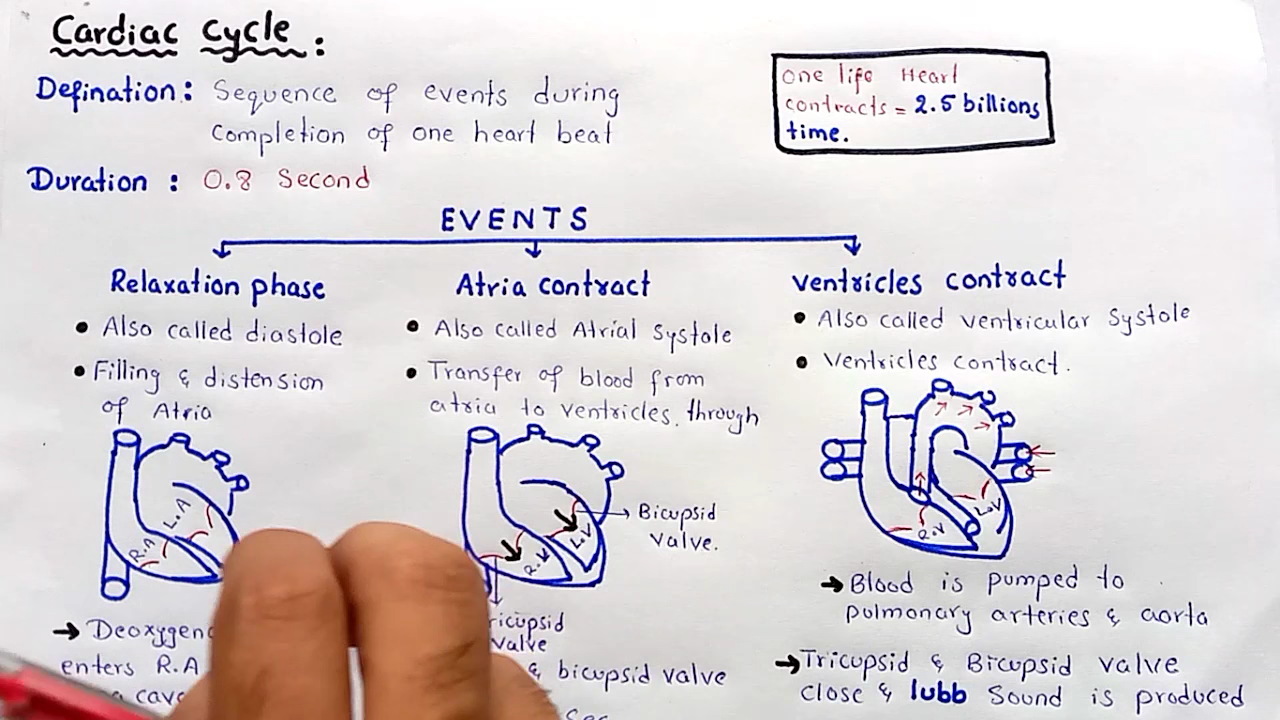 Cardiac Cycle :
Defination : Sequence of events during
completion of one heart beat
Duration : 0.8 Second
One life Heart
contracts = 2.5 billions
time.
EVENTS
Relaxation phase
• Also called diastole
• Filling & distension
of Atria
R.A
L.A
→ Deoxygen
enters R.A
cav
Atria contract
• Also called Atrial Systole
• Transfer of blood from
atria to ventricles. through
R.V
L.V
Bicupsid
valve.
ricupsid
valve
& bicupsid valve
ventricles contract
• Also called ventricular Systole
• Ventricles contract.
R.V
L.V
→ Blood is pumped to
pulmonary arteries & aorta
→ Tricupsid & Bicupsid valve
close & lubb Sound is produced